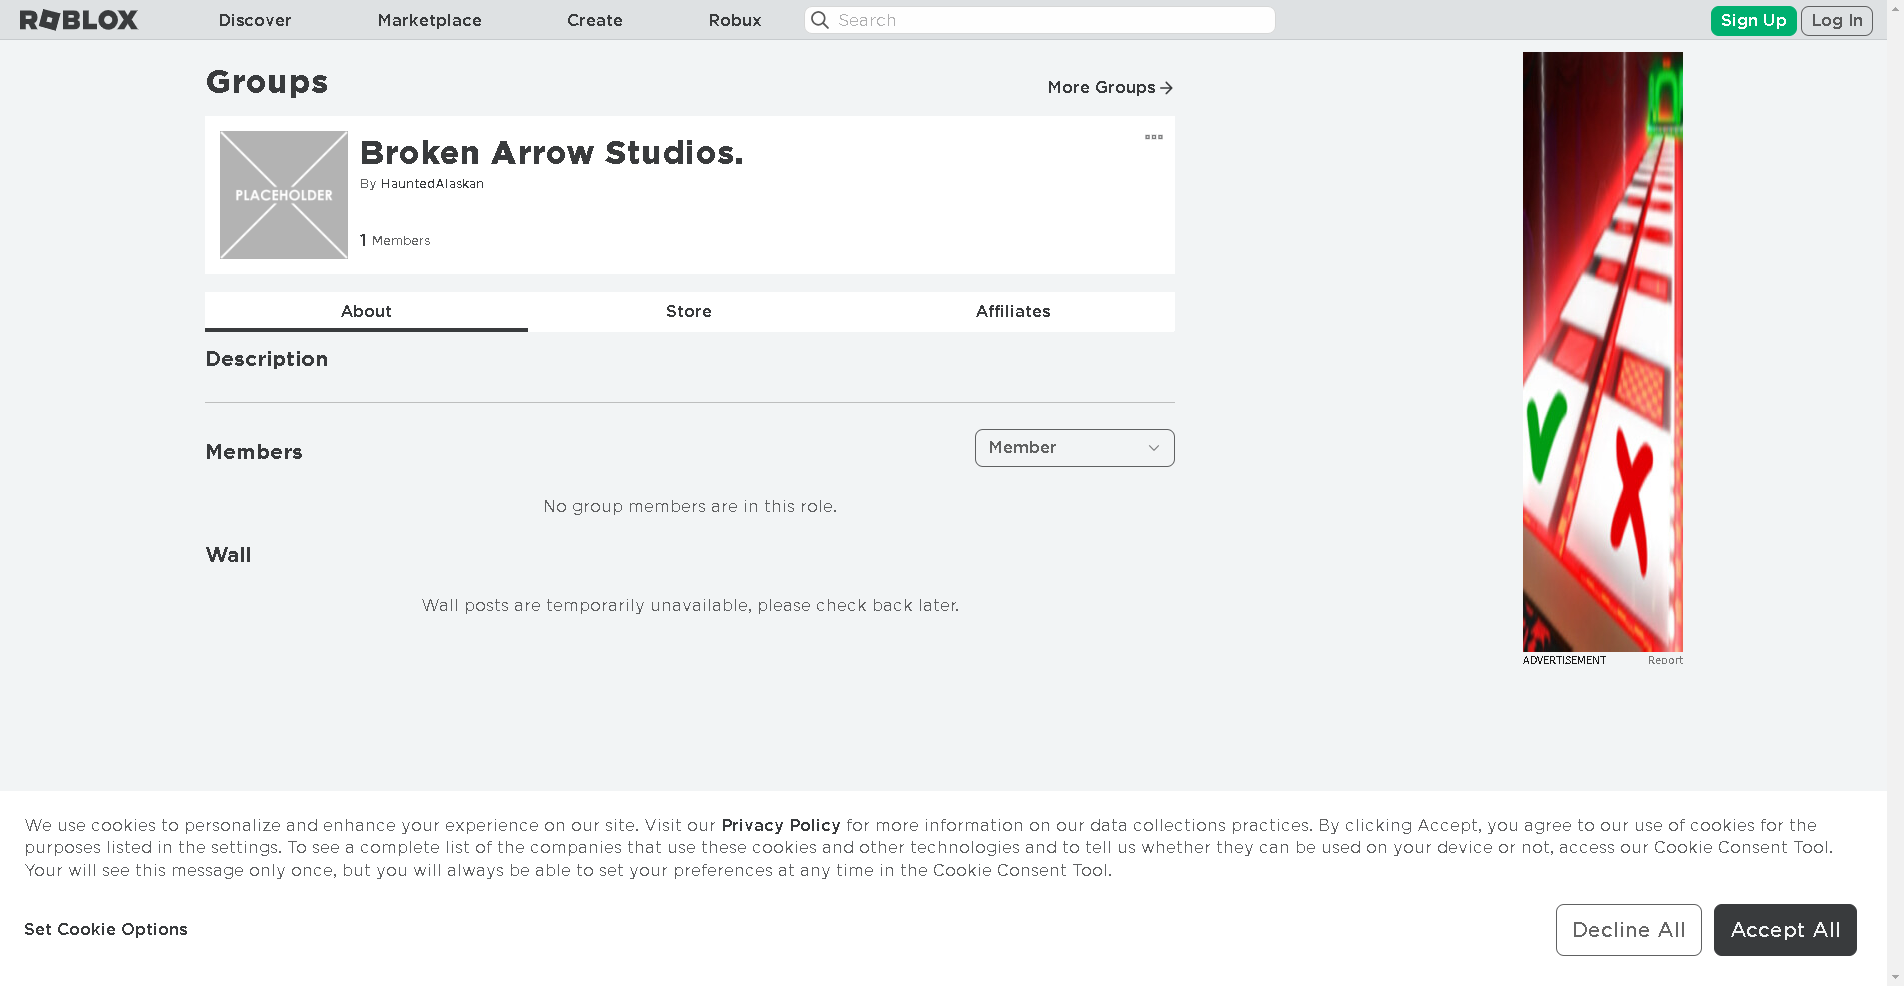 ROBLOX Discover Marketplace Create Robux Search Sign Up Log In
Groups
More Groups
PLACEHOLDER
Broken Arrow Studios.
By HauntedAlaskan
1 Members
About Store Affiliates
Description
Members
Member
No group members are in this role.
Wall
Wall posts are temporarily unavailable, please check back later.
ADVERTISEMENT Report
We use cookies to personalize and enhance your experience on our site. Visit our Privacy Policy for more information on our data collections practices. By clicking Accept, you agree to our use of cookies for the
purposes listed in the settings. To see a complete list of the companies that use these cookies and other technologies and to tell us whether they can be used on your device or not, access our Cookie Consent Tool.
Your will see this message only once, but you will always be able to set your preferences at any time in the Cookie Consent Tool.
Set Cookie Options
Decline All
Accept All